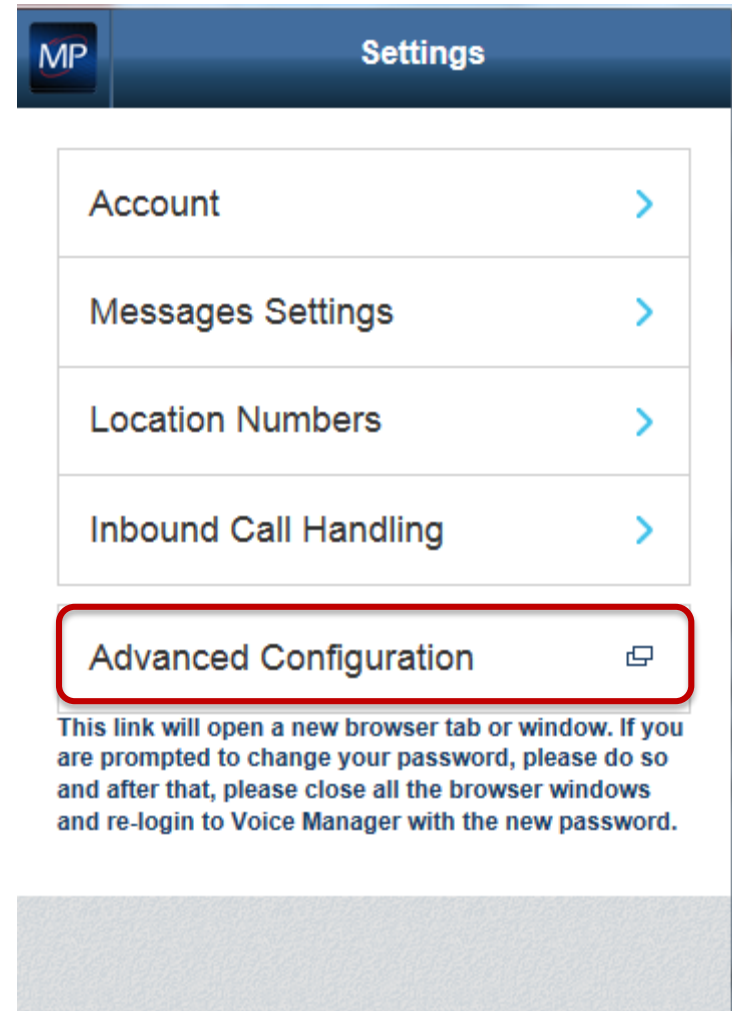 MP
Settings
Account
Messages Settings
Location Numbers
Inbound Call Handling
Advanced Configuration
This link will open a new browser tab or window. If you
are prompted to change your password, please do so
and after that, please close all the browser windows
and re-login to Voice Manager with the new password.